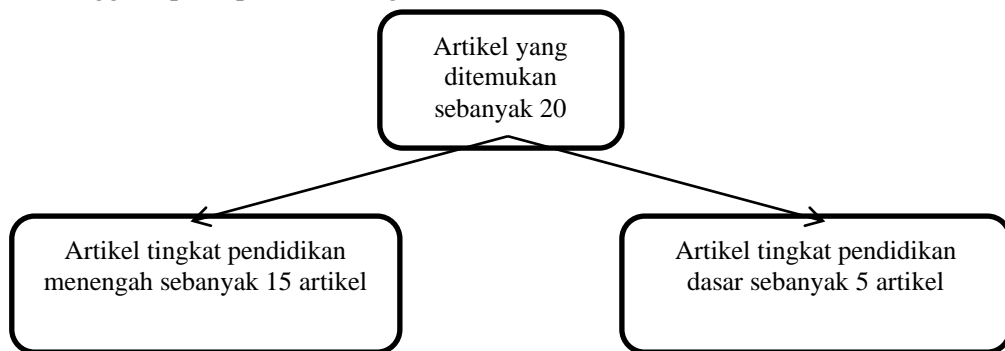 Artikel yang
ditemukan
sebanyak 20
Artikel tingkat pendidikan
menengah sebanyak 15 artikel
Artikel tingkat pendidikan
dasar sebanyak 5 artikel